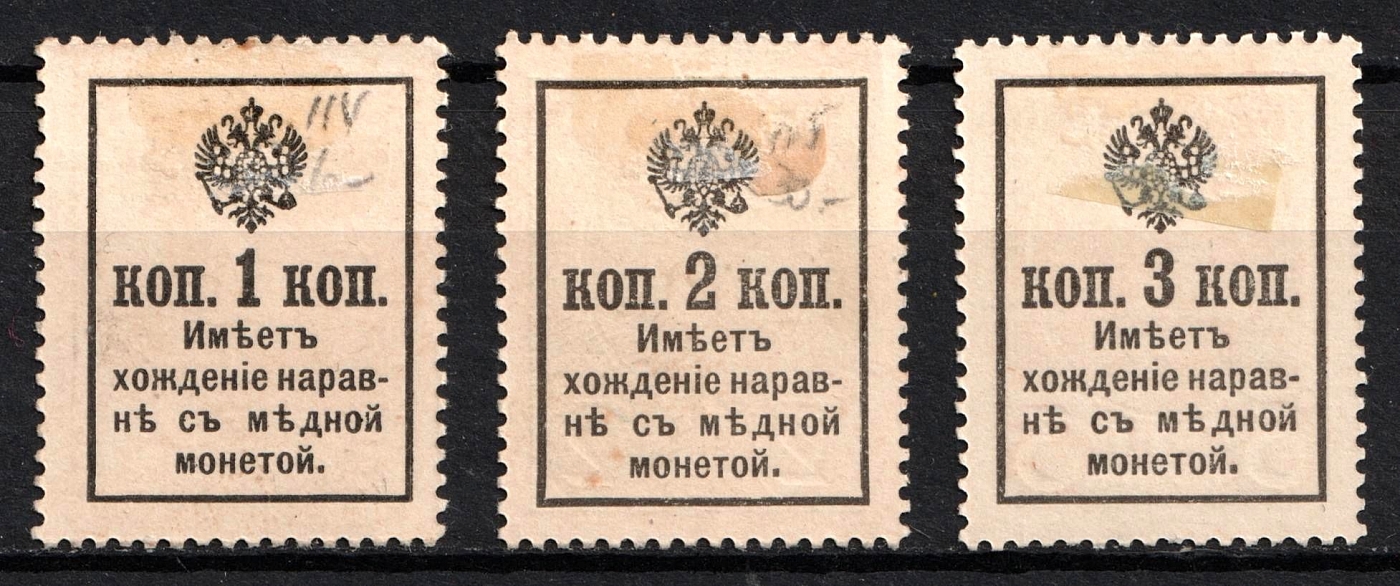 КОП. 1 КОП.
Имѣетъ
хожденіе нарав-
нѣ съ мѣдной
монетой.
КОП. 2 КОП.
Имѣетъ
хожденіе нарав-
нѣ съ мѣдной
монетой.
КОП. 3 КОП.
Имѣетъ
хожденіе нарав-
нѣ съ мѣдной
монетой.